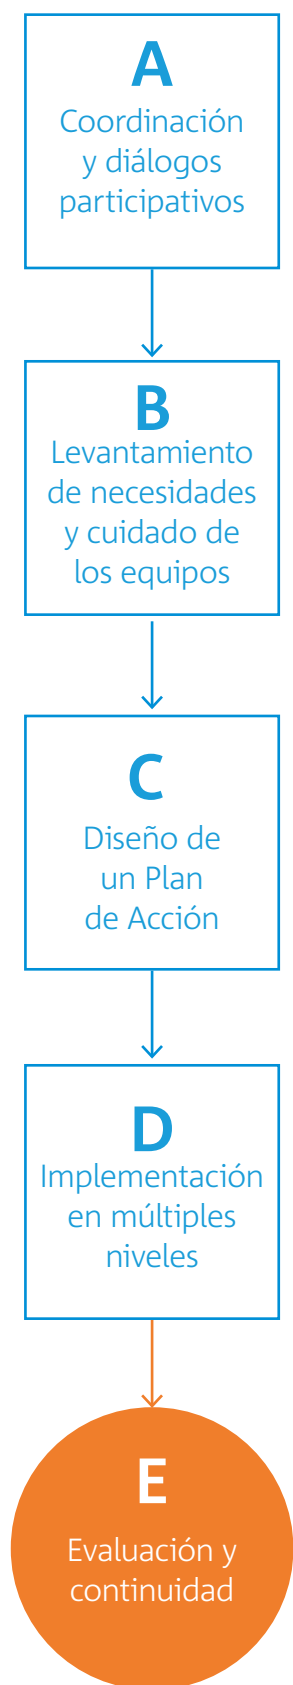 A
Coordinación
y diálogos
participativos
B
Levantamiento
de necesidades
y cuidado de
los equipos
C
Diseño de
un Plan
de Acción
D
Implementación
en múltiples
niveles
E
Evaluación y
continuidad